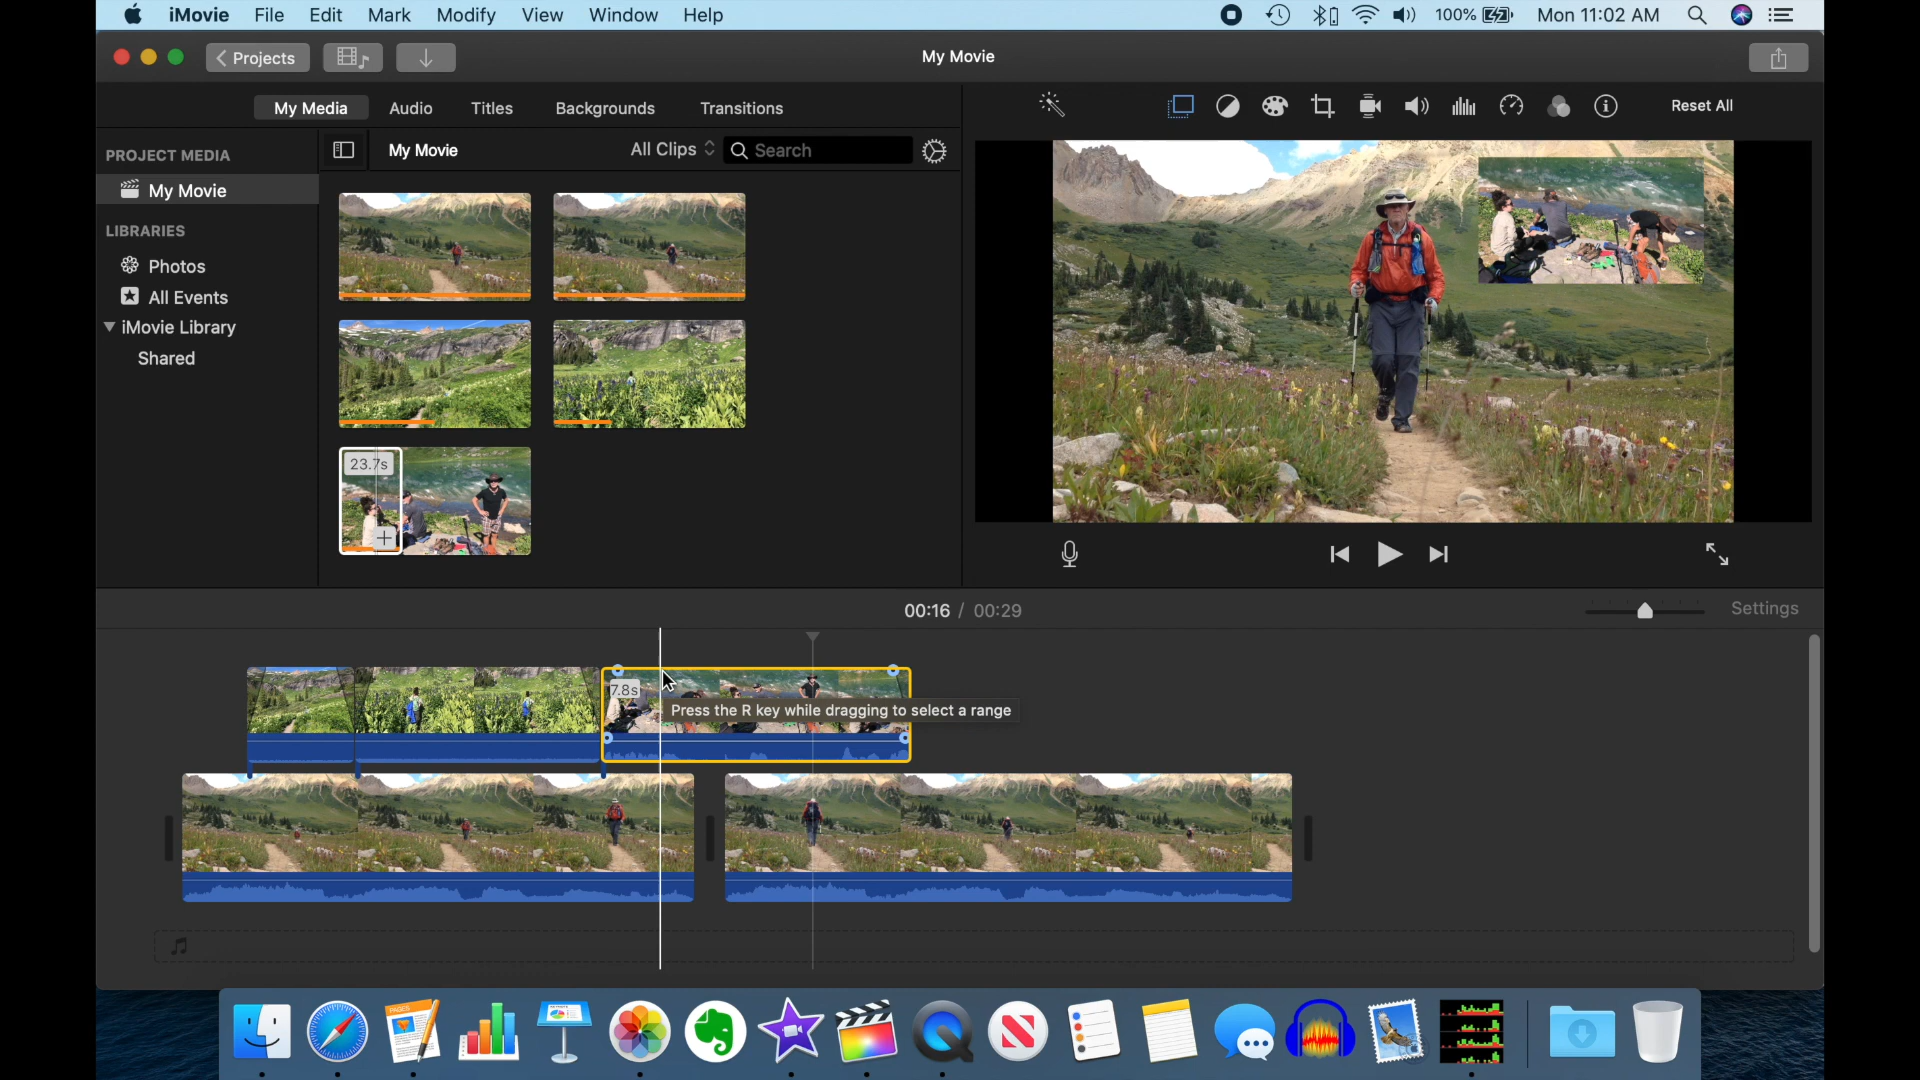 iMovie File Edit Mark Modify View Window Help 100% Mon 11:02 AM
Projects My Movie
My Media Audio Titles Backgrounds Transitions Reset All
PROJECT MEDIA My Movie All Clips Search
My Movie
LIBRARIES
Photos
All Events
iMovie Library
Shared
23.7s
00:16 / 00:29 Settings
7.8s
Press the R key while dragging to select a range
PAGES